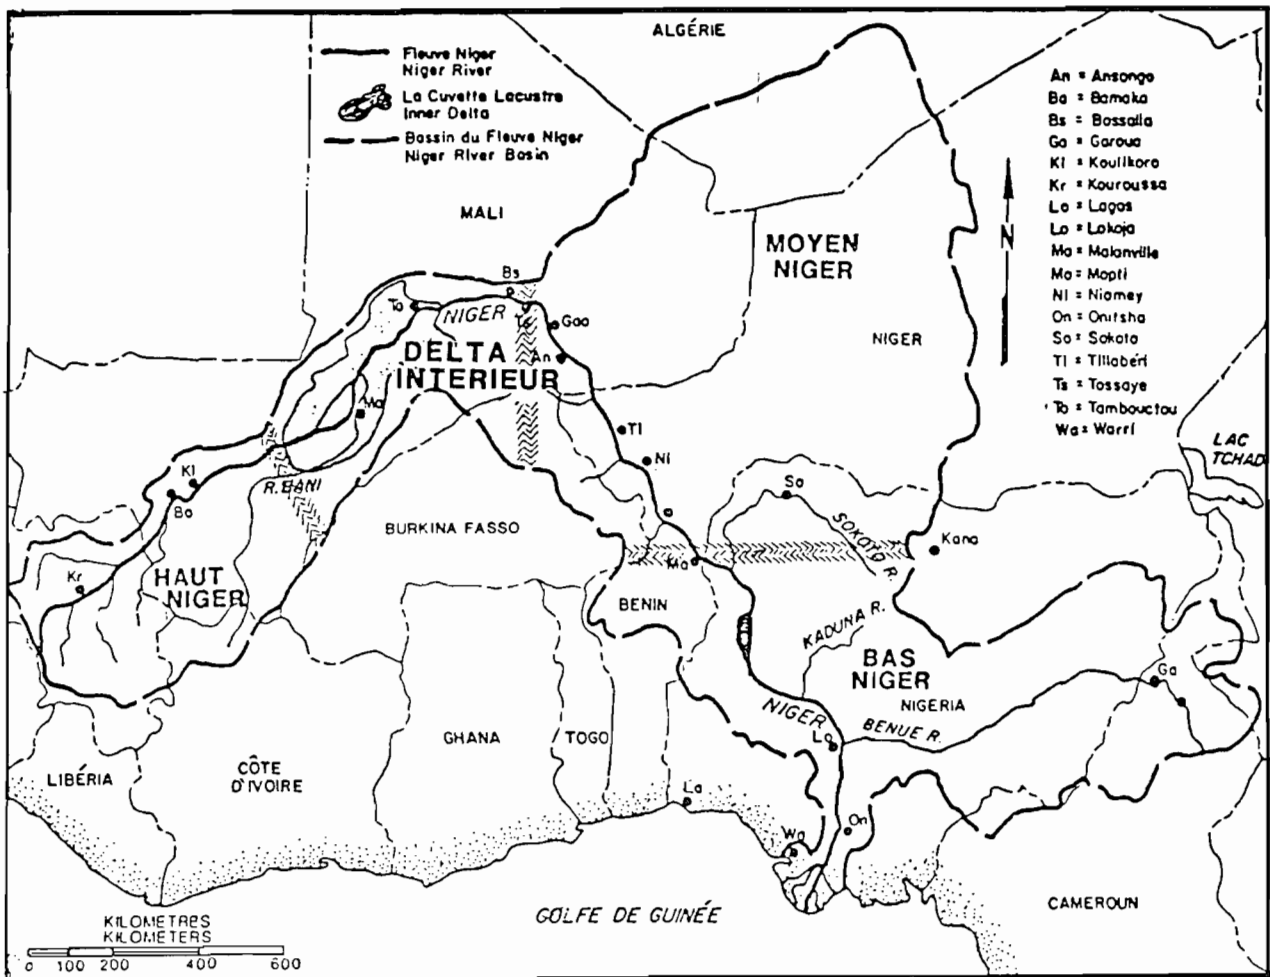 ALGÉRIE
Fleuve Niger
Niger River
La Cuvette Lacustre
Inner Delta
Bassin du Fleuve Niger
Niger River Basin
An = Ansongo
Ba = Bamaka
Bs = Bossalia
Ga = Garoua
Kl = Koulikoro
Kr = Kouroussa
La = Lagos
Lo = Lokoja
Ma = Malanville
Mo = Mopti
NI = Niamey
On = Onitsha
So = Sokoto
TI = Tillabéri
Ts = Tossaye
To = Tambouctou
Wa = Warri
N
MALI
MOYEN
NIGER
NIGER
Bs
To
NIGER
Ts
Gao
An
DELTA
INTERIEUR
Mo
TI
NI
LAC
TCHAD
Kl
Ba
R. BANI
So
SOKOTO R.
BURKINA FASSO
Kano
Ma
Kr
HAUT
NIGER
BENIN
KADUNA R.
BAS
NIGER
NIGERIA
Ga
NIGER
BENUE R.
Lo
GHANA
TOGO
LIBÉRIA
CÔTE
D'IVOIRE
La
Wa
On
CAMEROUN
GOLFE DE GUINÉE
KILOMETRES
KILOMETERS
0 100 200 400 600